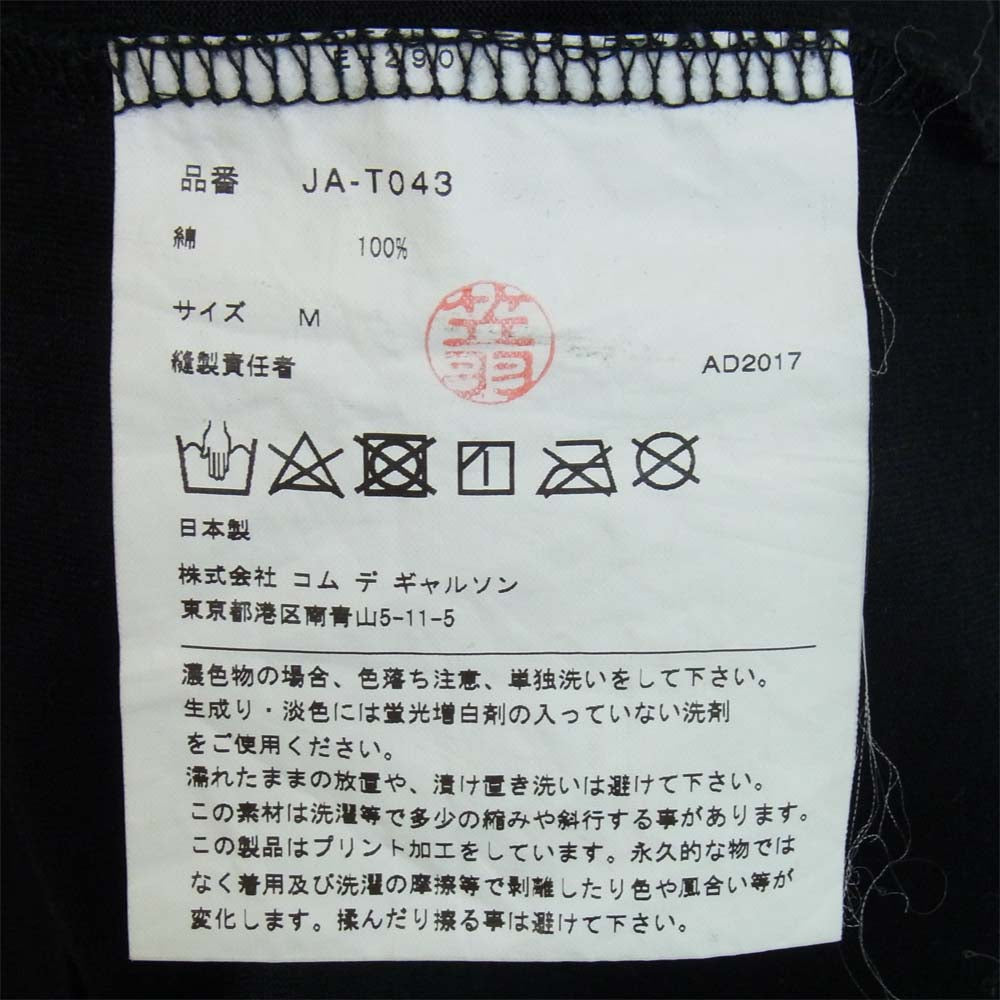 E-290
品番 JA-T043
綿 100%
サイズ M
縫製責任者 AD2017
日本製
株式会社 コム デ ギャルソン
東京都港区南青山5-11-5
濃色物の場合、色落ち注意、単独洗いをして下さい。
生成り・淡色には蛍光増白剤の入っていない洗剤
をご使用ください。
濡れたままの放置や、漬け置き洗いは避けて下さい。
この素材は洗濯等で多少の縮みや斜行する事があります。
この製品はプリント加工をしています。永久的な物では
なく着用及び洗濯の摩擦等で剥離したり色や風合い等が
変化します。揉んだり擦る事は避けて下さい。